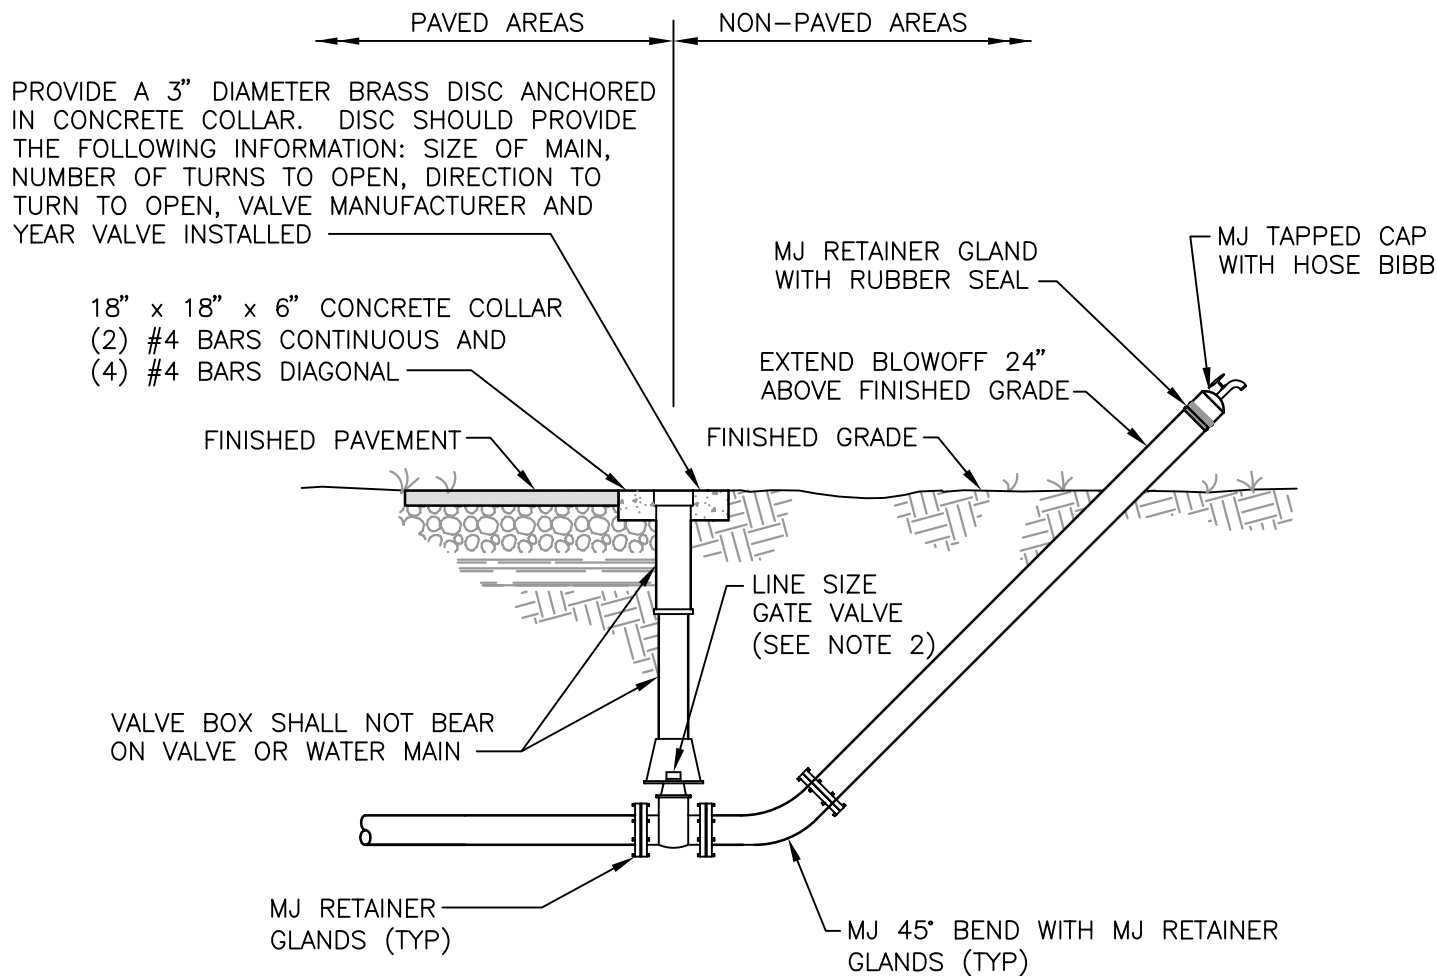 PAVED AREAS
NON-PAVED AREAS
PROVIDE A 3" DIAMETER BRASS DISC ANCHORED
IN CONCRETE COLLAR. DISC SHOULD PROVIDE
THE FOLLOWING INFORMATION: SIZE OF MAIN,
NUMBER OF TURNS TO OPEN, DIRECTION TO
TURN TO OPEN, VALVE MANUFACTURER AND
YEAR VALVE INSTALLED
MJ RETAINER GLAND
WITH RUBBER SEAL
MJ TAPPED CAP
WITH HOSE BIBB
18" x 18" x 6" CONCRETE COLLAR
(2) #4 BARS CONTINUOUS AND
(4) #4 BARS DIAGONAL
EXTEND BLOWOFF 24"
ABOVE FINISHED GRADE
FINISHED PAVEMENT
FINISHED GRADE
LINE SIZE
GATE VALVE
(SEE NOTE 2)
VALVE BOX SHALL NOT BEAR
ON VALVE OR WATER MAIN
MJ RETAINER
GLANDS (TYP)
MJ 45° BEND WITH MJ RETAINER
GLANDS (TYP)